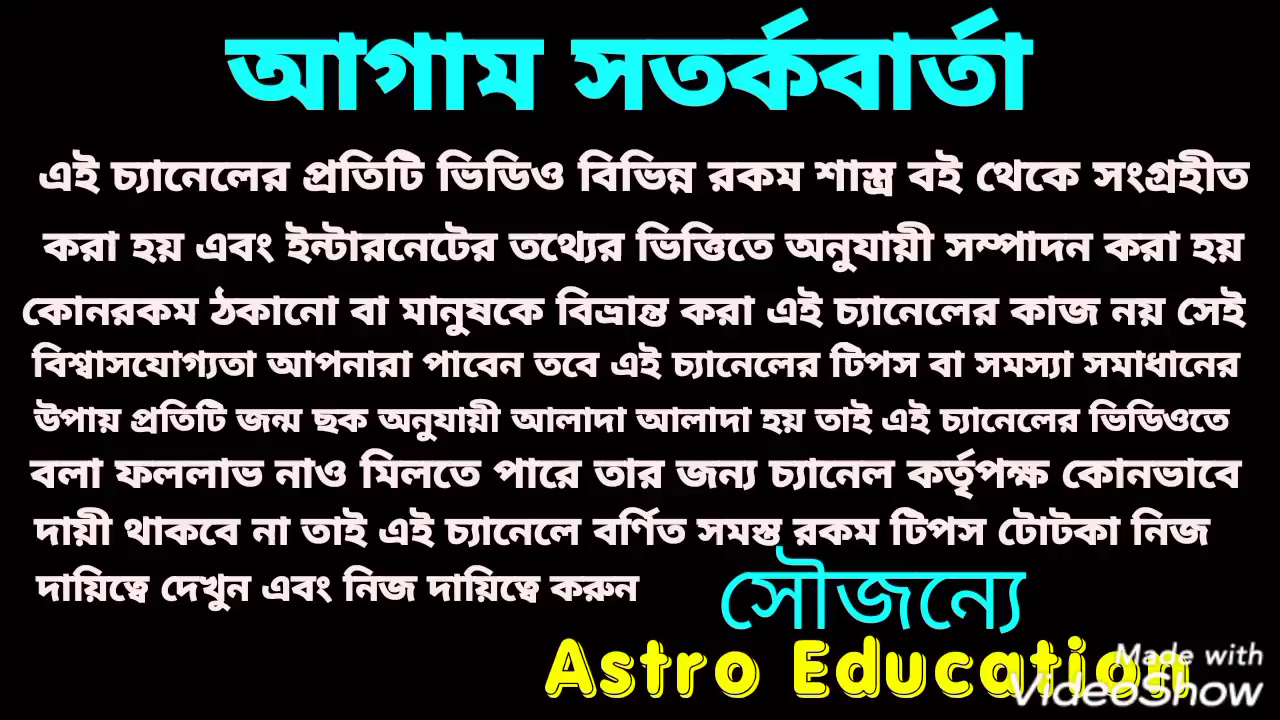 আগাম সতর্কবার্তা
এই চ্যানেলের প্রতিটি ভিডিও বিভিন্ন রকম শাস্ত্র বই থেকে সংগ্রহীত
করা হয় এবং ইন্টারনেটের তথ্যের ভিত্তিতে অনুযায়ী সম্পাদন করা হয়
কোনরকম ঠকানো বা মানুষকে বিভ্রান্ত করা এই চ্যানেলের কাজ নয় সেই
বিশ্বাসযোগ্যতা আপনারা পাবেন তবে এই চ্যানেলের টিপস বা সমস্যা সমাধানের
উপায় প্রতিটি জন্ম ছক অনুযায়ী আলাদা আলাদা হয় তাই এই চ্যানেলের ভিডিওতে
বলা ফললাভ নাও মিলতে পারে তার জন্য চ্যানেল কর্তৃপক্ষ কোনভাবে
দায়ী থাকবে না তাই এই চ্যানেলে বর্ণিত সমস্ত রকম টিপস টোটকা নিজ
দায়িত্বে দেখুন এবং নিজ দায়িত্বে করুন
সৌজন্যে
Astro Education
Made with
VideoShow